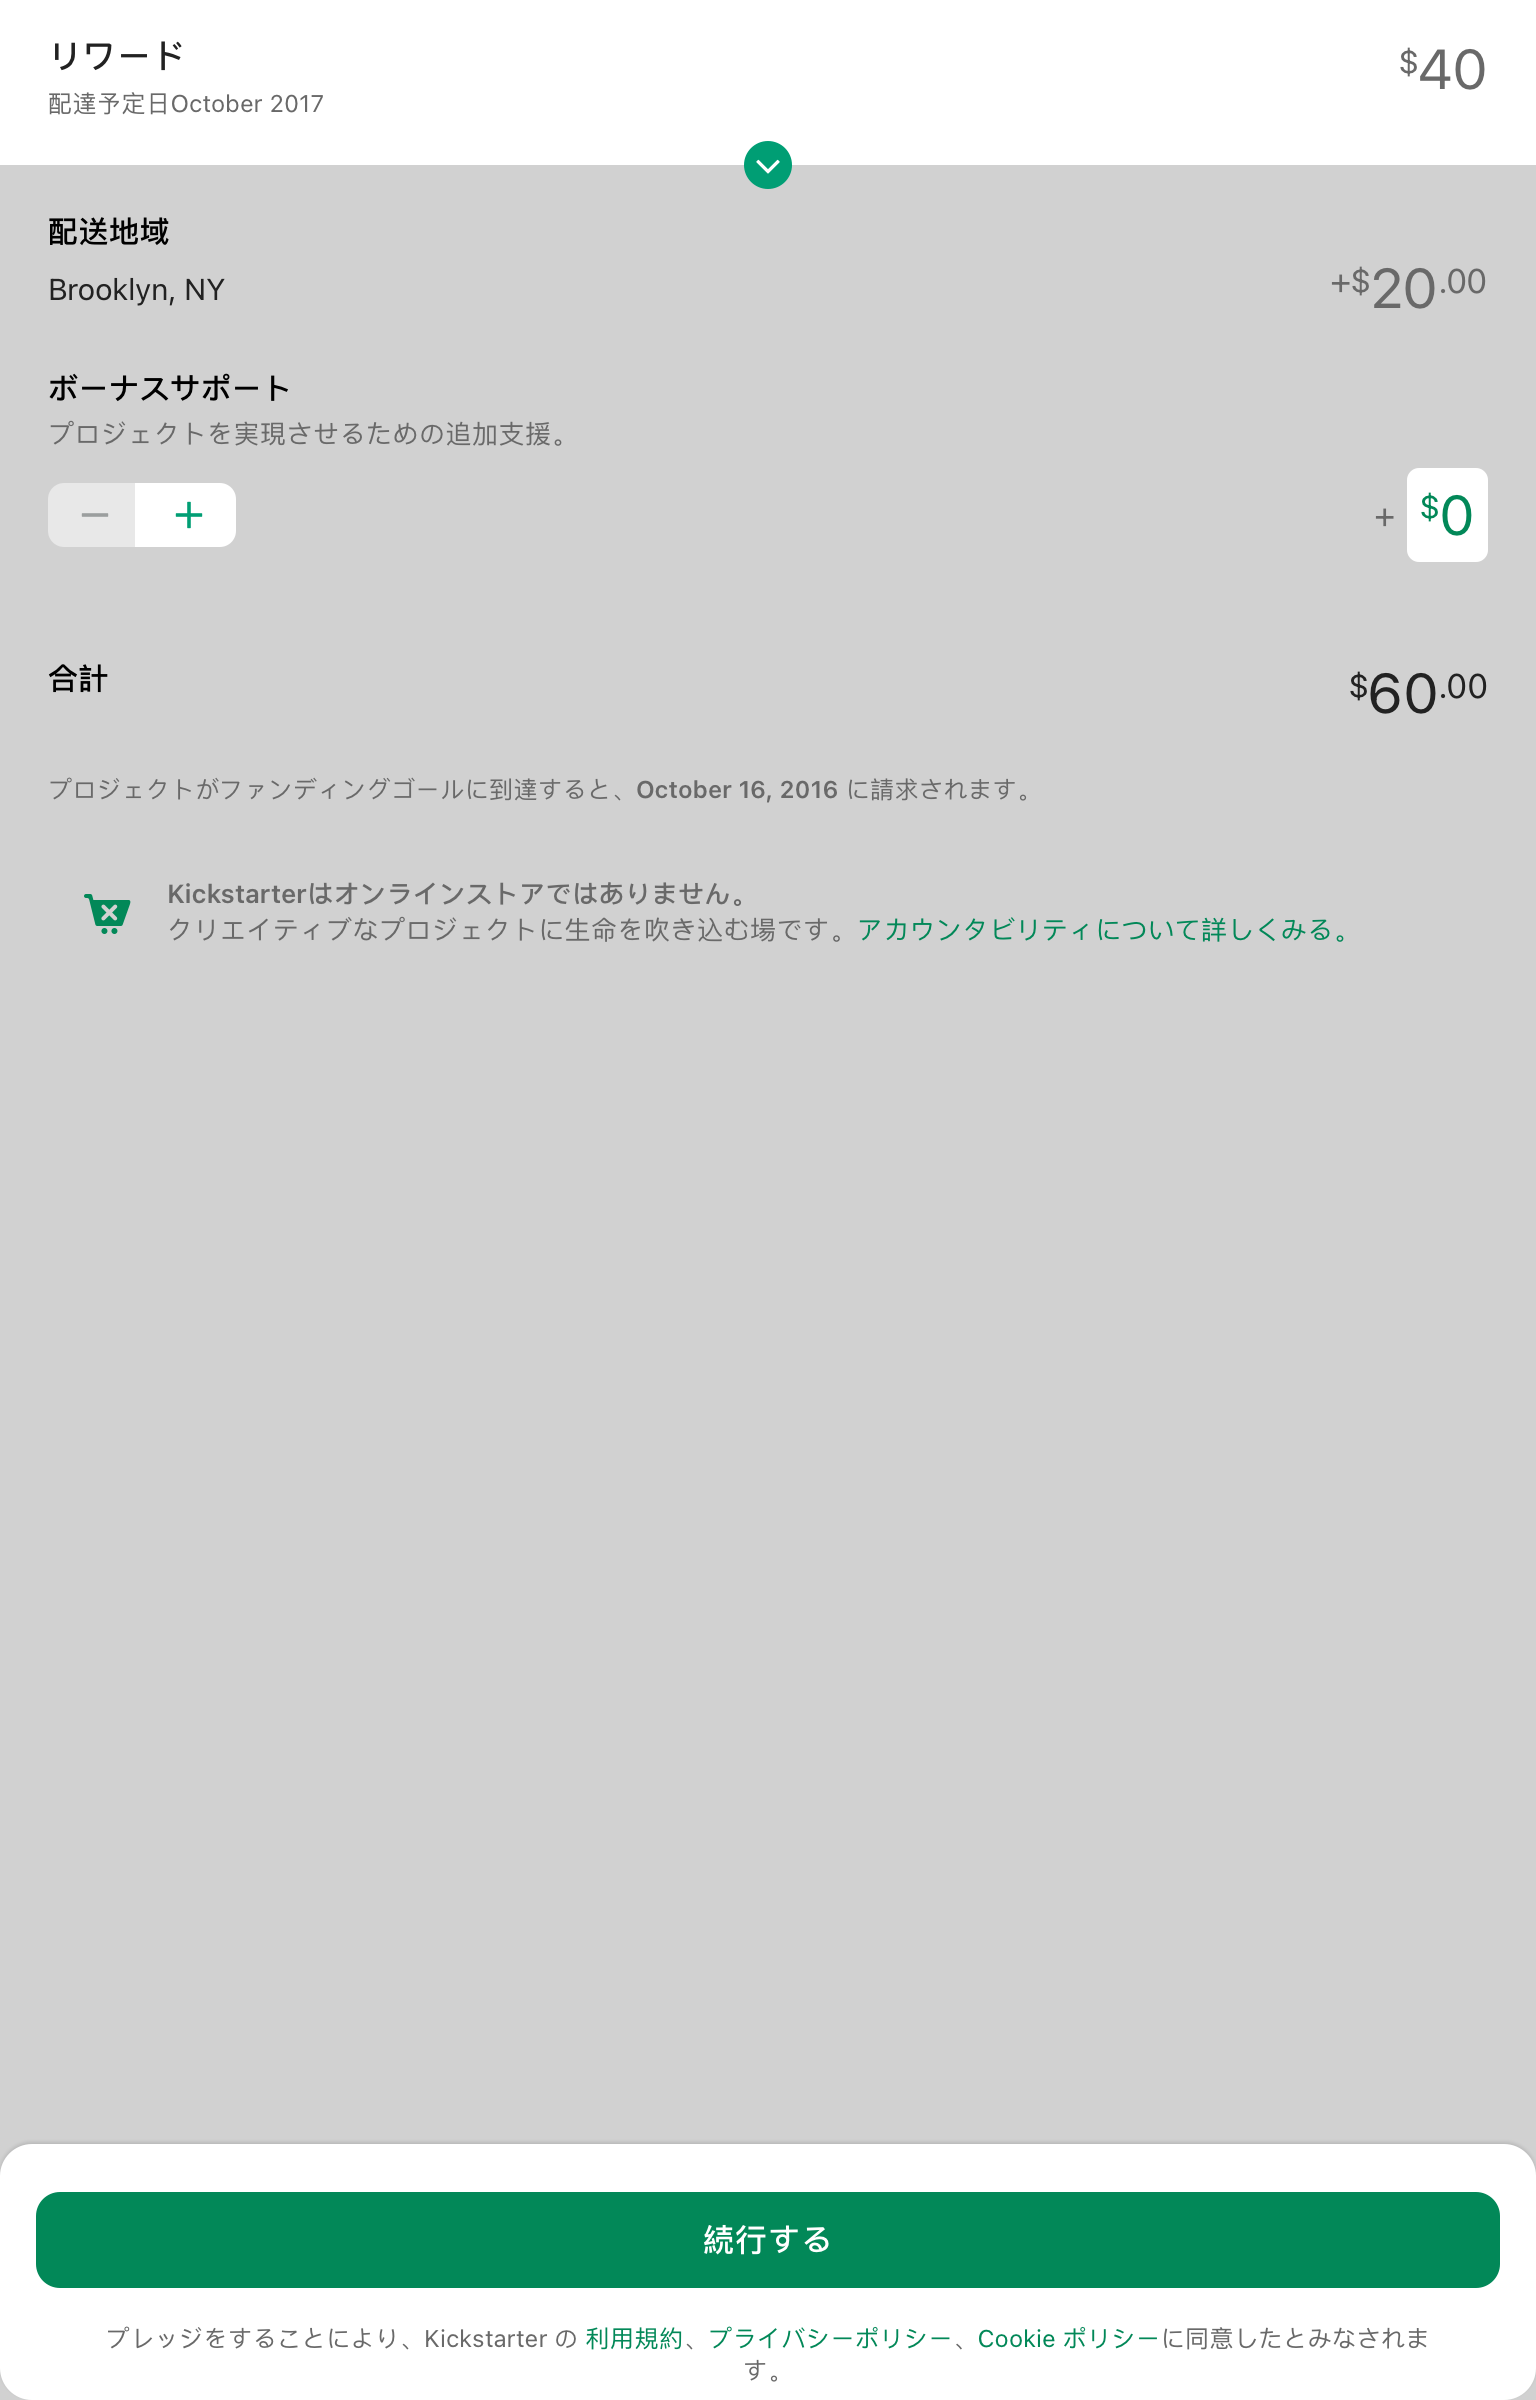 リワード
$40
配達予定日October 2017
配送地域
Brooklyn, NY
+$20.00
ボーナスサポート
プロジェクトを実現させるための追加支援。
+ $0
合計
$60.00
プロジェクトがファンディングゴールに到達すると、October 16, 2016 に請求されます。
Kickstarterはオンラインストアではありません。
クリエイティブなプロジェクトに生命を吹き込む場です。アカウンタビリティについて詳しくみる。
続行する
プレッジをすることにより、Kickstarter の 利用規約、プライバシーポリシー、Cookie ポリシーに同意したとみなされま
す。